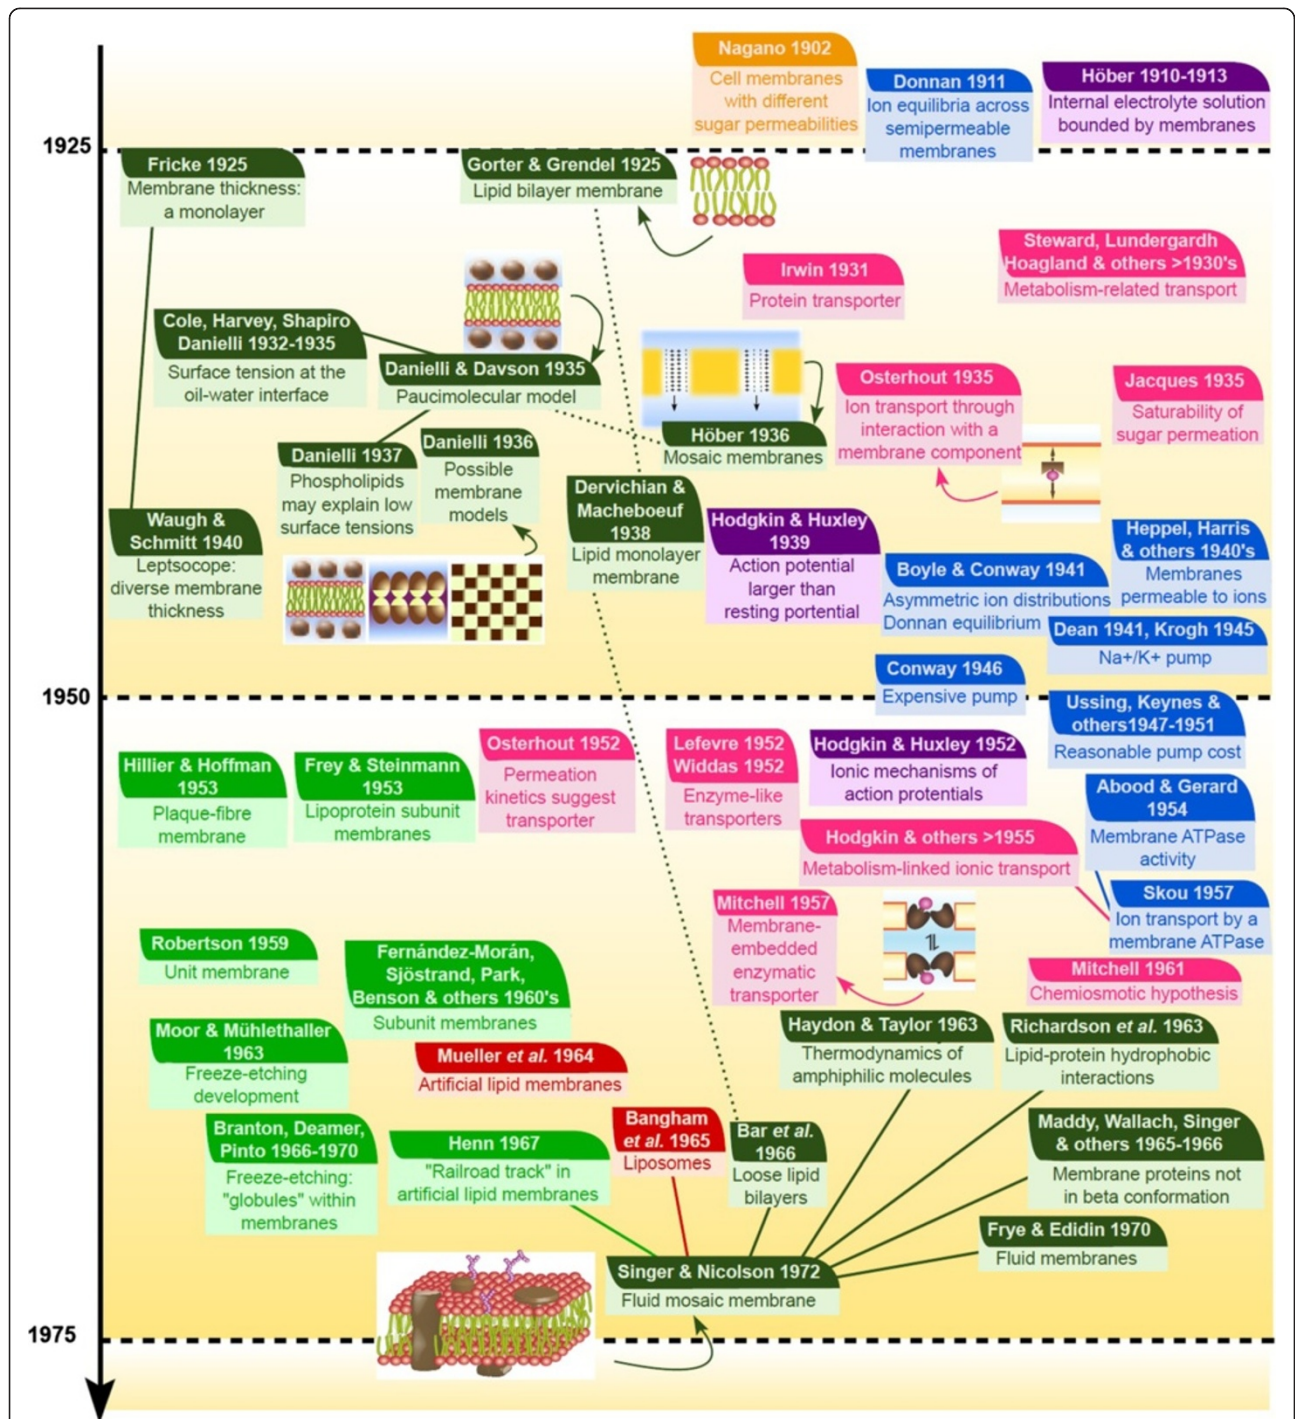 Nagano 1902
Cell membranes
with different
sugar permeabilities
Donnan 1911
Ion equilibria across
semipermeable
membranes
Höber 1910-1913
Internal electrolyte solution
bounded by membranes
1925
Fricke 1925
Membrane thickness:
a monolayer
Gorter & Grendel 1925
Lipid bilayer membrane
Irwin 1931
Protein transporter
Steward, Lundergardh
Hoagland & others >1930's
Metabolism-related transport
Cole, Harvey, Shapiro
Danielli 1932-1935
Surface tension at the
oil-water interface
Danielli & Davson 1935
Paucimolecular model
Osterhout 1935
Ion transport through
interaction with a
membrane component
Jacques 1935
Saturability of
sugar permeation
Höber 1936
Mosaic membranes
Danielli 1937
Phospholipids
may explain low
surface tensions
Danielli 1936
Possible
membrane
models
Dervichian &
Macheboeuf
1938
Lipid monolayer
membrane
Waugh &
Schmitt 1940
Leptsocope:
diverse membrane
thickness
Hodgkin & Huxley
1939
Action potential
larger than
resting portential
Boyle & Conway 1941
Asymmetric ion distributions
Donnan equilibrium
Heppel, Harris
& others 1940's
Membranes
permeable to ions
Dean 1941, Krogh 1945
Na+/K+ pump
Conway 1946
Expensive pump
1950
Ussing, Keynes &
others1947-1951
Reasonable pump cost
Hillier & Hoffman
1953
Plaque-fibre
membrane
Frey & Steinmann
1953
Lipoprotein subunit
membranes
Osterhout 1952
Permeation
kinetics suggest
transporter
Lefevre 1952
Widdas 1952
Enzyme-like
transporters
Hodgkin & Huxley 1952
Ionic mechanisms of
action protentials
Abood & Gerard
1954
Membrane ATPase
activity
Hodgkin & others >1955
Metabolism-linked ionic transport
Skou 1957
Ion transport by a
membrane ATPase
Mitchell 1957
Membrane-
embedded
enzymatic
transporter
Robertson 1959
Unit membrane
Fernández-Morán,
Sjöstrand, Park,
Benson & others 1960's
Subunit membranes
Mitchell 1961
Chemiosmotic hypothesis
Moor & Mühlethaller
1963
Freeze-etching
development
Mueller et al. 1964
Artificial lipid membranes
Haydon & Taylor 1963
Thermodynamics of
amphiphilic molecules
Richardson et al. 1963
Lipid-protein hydrophobic
interactions
Branton, Deamer,
Pinto 1966-1970
Freeze-etching:
"globules" within
membranes
Henn 1967
"Railroad track" in
artificial lipid membranes
Bangham
et al. 1965
Liposomes
Bar et al.
1966
Loose lipid
bilayers
Maddy, Wallach, Singer
& others 1965-1966
Membrane proteins not
in beta conformation
Frye & Edidin 1970
Fluid membranes
Singer & Nicolson 1972
Fluid mosaic membrane
1975